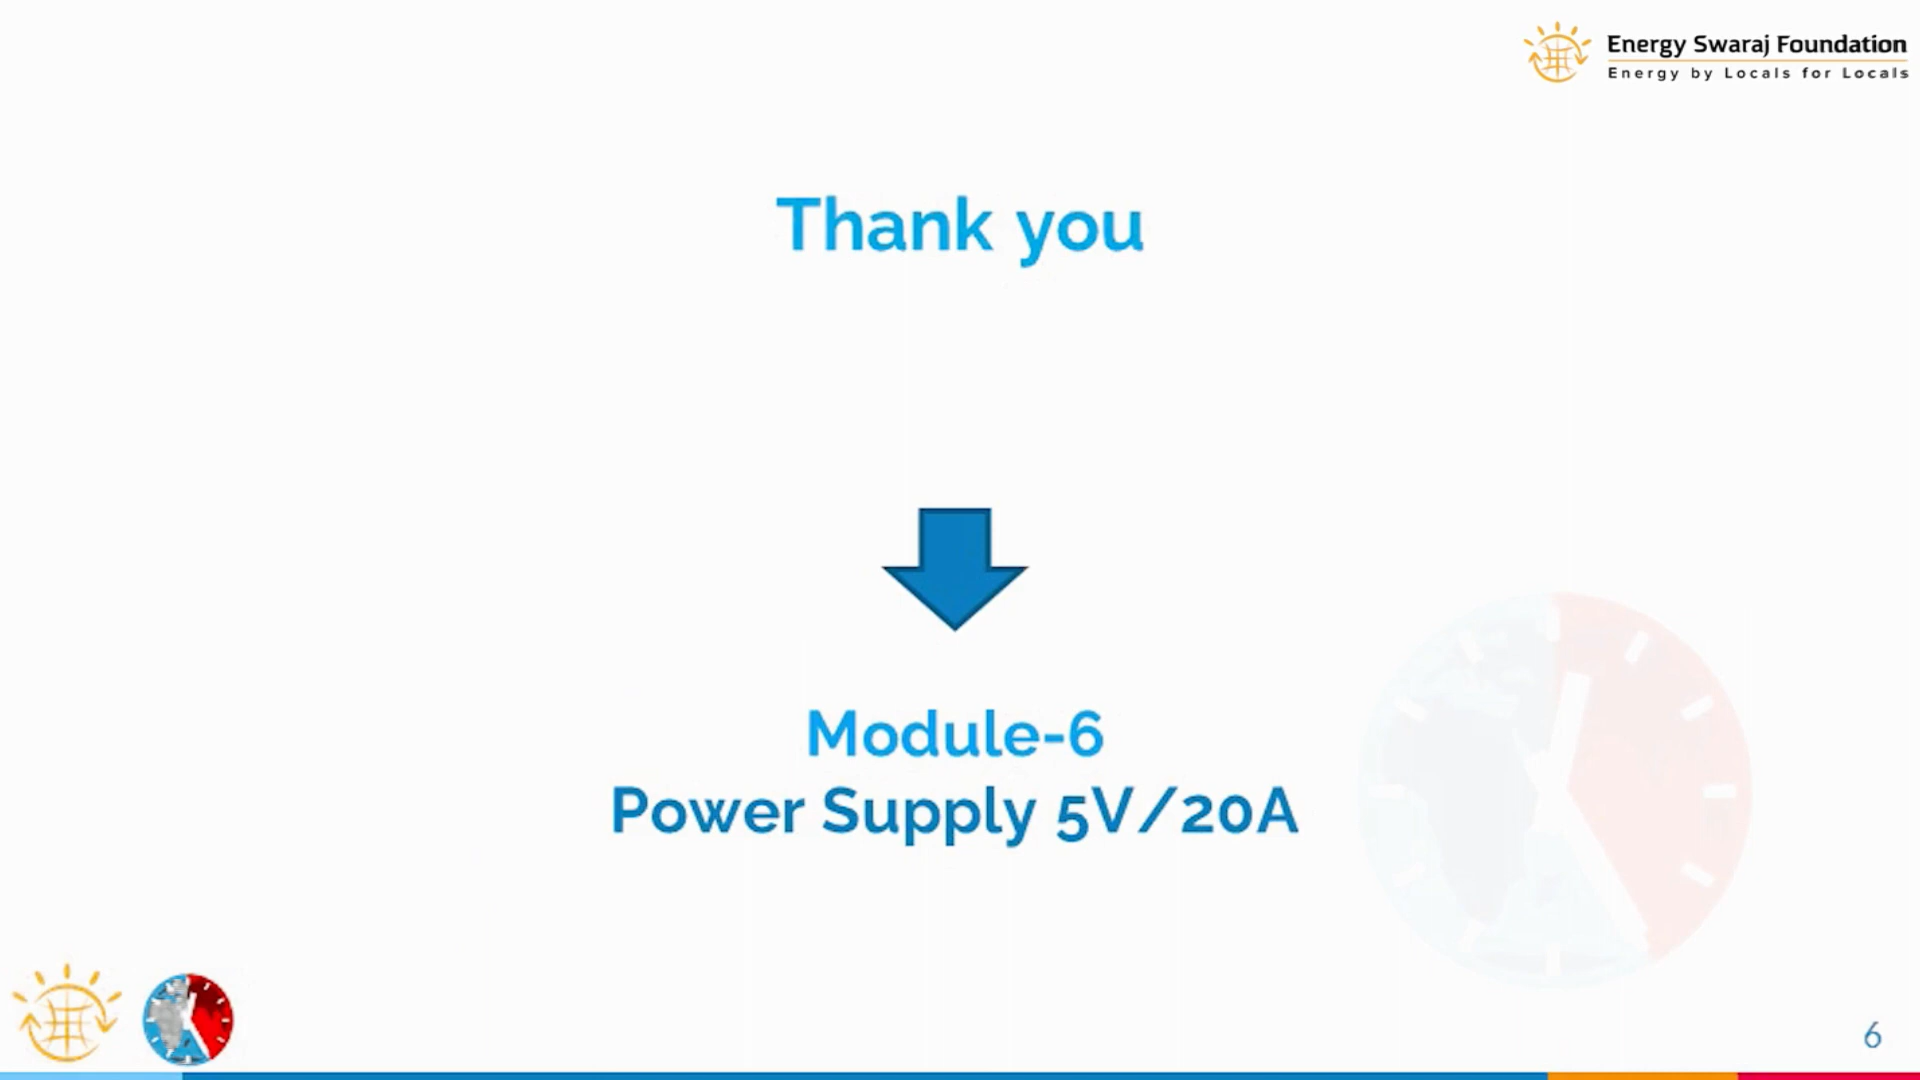 Energy Swaraj Foundation
Energy by Locals for Locals
Thank you
Module-6
Power Supply 5V/20A
6